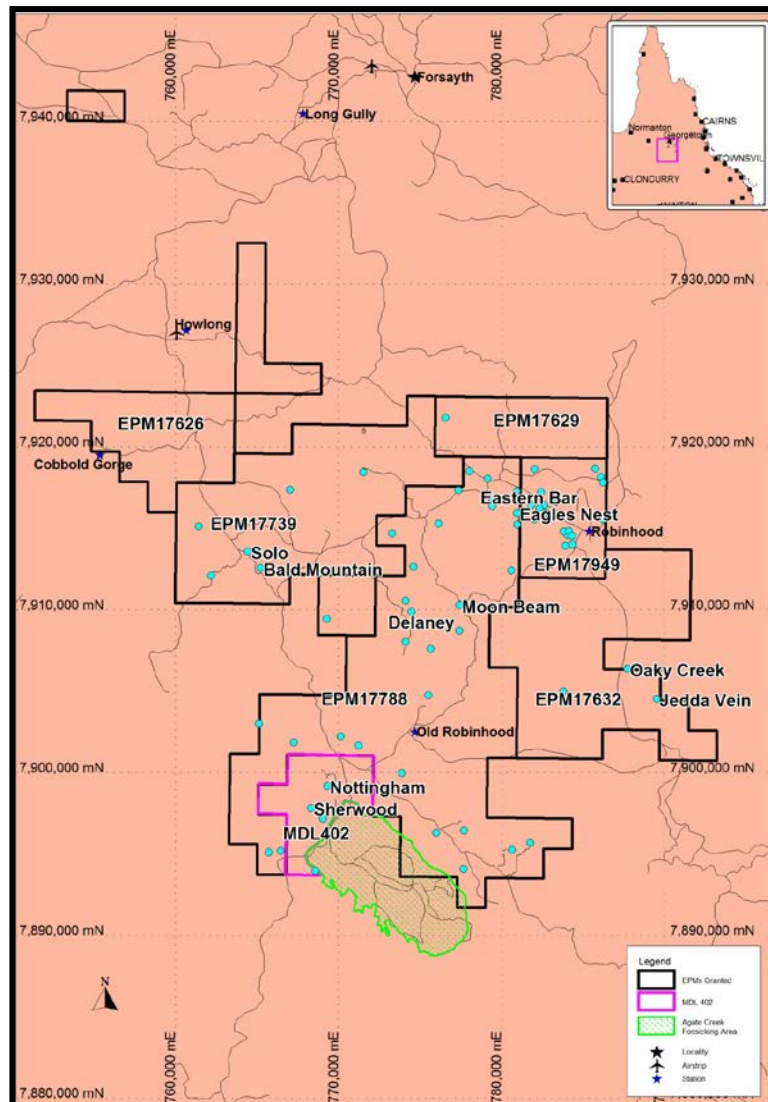 760,000 mE
770,000 mE
780,000 mE
Forsayth
7,940,000 mN
Long Gully
Normanton
Georgetown
CAIRNS
TOWNSVIL
CLONCURRY
WINTON
7,930,000 mN
7,930,000 mN
Howlong
EPM17626
EPM17629
7,920,000 mN
7,920,000 mN
Cobbold Gorge
Eastern Bar
EPM17739
Eagles Nest
Robinhood
Solo
Bald Mountain
EPM17949
7,910,000 mN
7,910,000 mN
Moon Beam
Delaney
Oaky Creek
EPM17788
EPM17632
Jedda Vein
Old Robinhood
7,900,000 mN
7,900,000 mN
Nottingham
Sherwood
MDL402
7,890,000 mN
7,890,000 mN
N
Legend
EPMs Granted
MDL 402
Agate Creek
Fossicking Area
Locality
Airstrip
Station
7,880,000 mN
760,000 mE
770,000 mE
780,000 mE